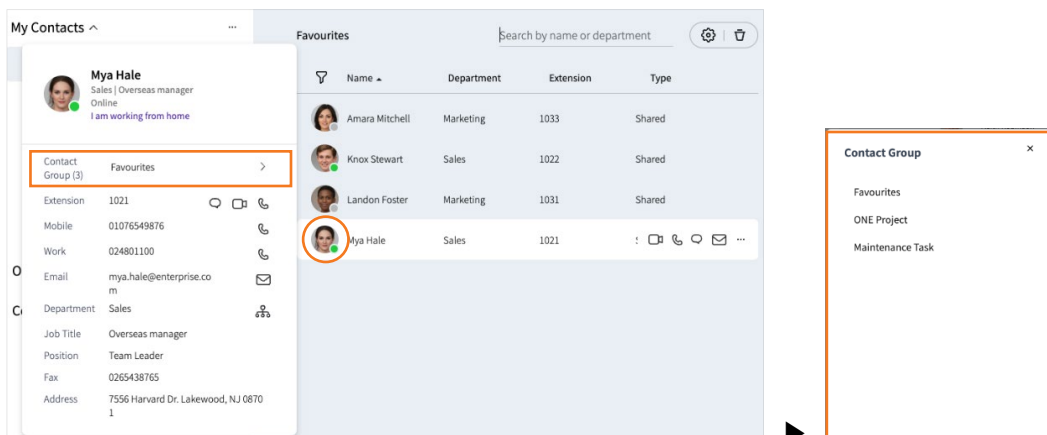 My Contacts
Mya Hale
Sales | Overseas manager
Online
I am working from home
Contact Group (3) Favourites
Extension 1021
Mobile 01076549876
Work 024801100
Email mya.hale@enterprise.co
m
Department Sales
Job Title Overseas manager
Position Team Leader
Fax 0265438765
Address 7556 Harvard Dr. Lakewood, NJ 0870
1
Favourites Search by name or department
Name Department Extension Type
Amara Mitchell Marketing 1033 Shared
Knox Stewart Sales 1022 Shared
Landon Foster Marketing 1031 Shared
Mya Hale Sales 1021
Contact Group
Favourites
ONE Project
Maintenance Task